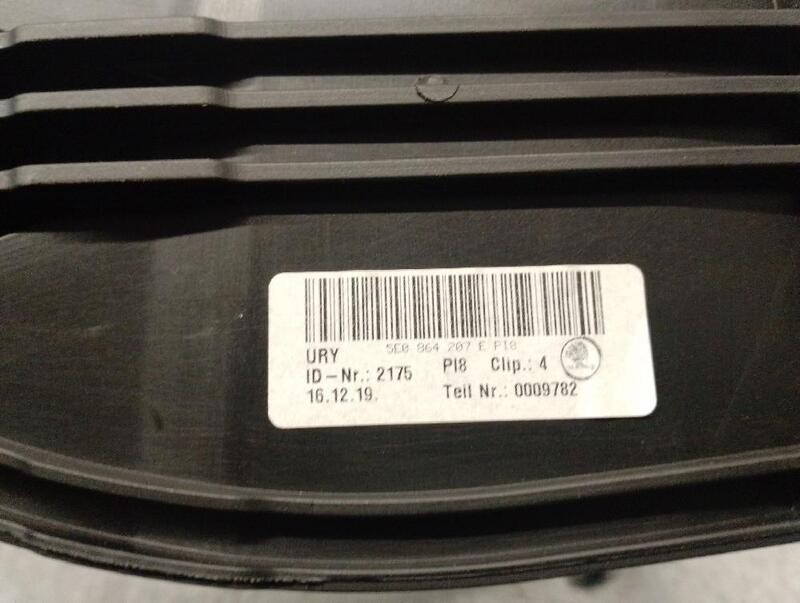 5E0 864 207 E PI8
URY
ID-Nr.: 2175 PI8 Clip.: 4
16.12.19. Teil Nr.: 0009782